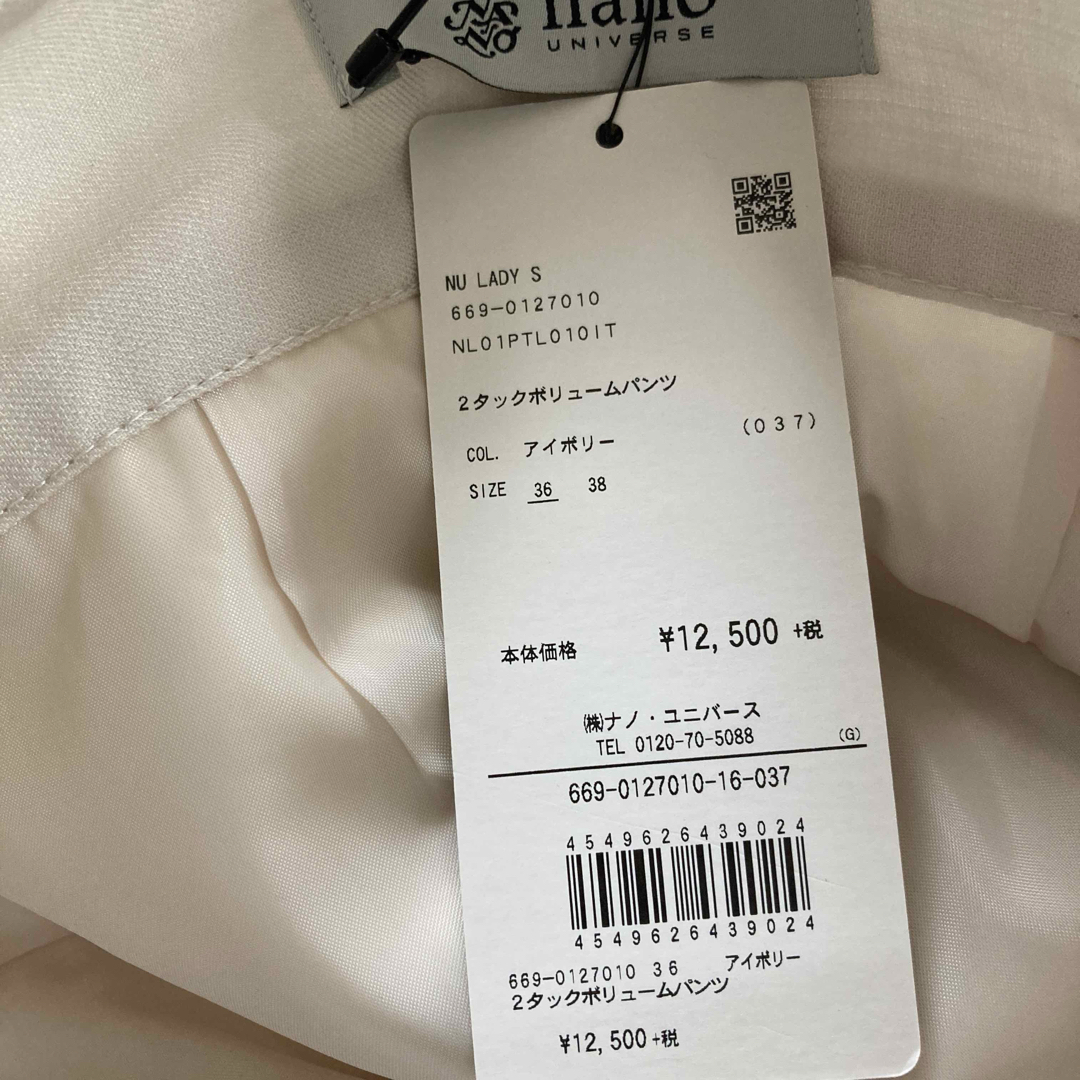 nano
UNIVERSE
NU LADY S
669-0127010
NL01PTL0101T
2タックボリュームパンツ
COL. アイボリー (037)
SIZE 36 38
本体価格 ¥12,500 +税
㈱ナノ・ユニバース
TEL 0120-70-5088 (G)
669-0127010-16-037
4549626439024
4549626439024
669-0127010 36 アイボリー
2タックボリュームパンツ
¥12,500+税